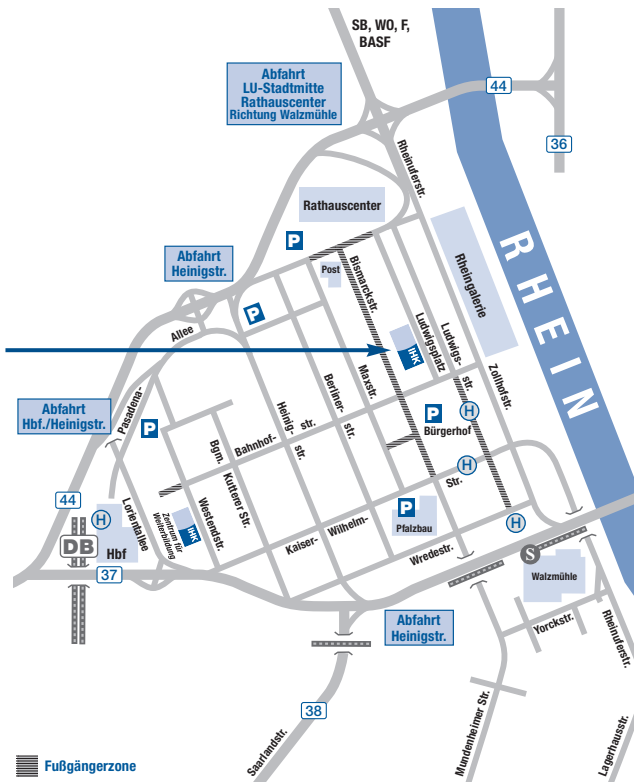 SB, WO, F,
BASF
Abfahrt
LU-Stadtmitte
Rathauscenter
Richtung Walzmühle
44
36
Rheinuferstr.
RHEIN
Rathauscenter
P
Post
Bismarckstr.
Rheingalerie
Abfahrt
Heinigstr.
P
Allee
IHK
Ludwigsplatz
Ludwigs-
str.
Zollhofstr.
Maxstr.
Berliner-
str.
Heinig-
str.
Pasadena-
Abfahrt
Hbf./Heinigstr.
P
Bgm.
Kutterer Str.
Bahnhof-
str.
P
Bürgerhof
H
H
Str.
44
H
Lorientallee
Zentrum für
Weiterbildung
IHK
Westendstr.
Kaiser-
Wilhelm-
P
Pfalzbau
H
DB
Hbf
37
Wredestr.
S
Walzmühle
Abfahrt
Heinigstr.
Yorckstr.
Rheinuferstr.
38
Saarlandstr.
Mundenheimer Str.
Lagerhausstr.
Fußgängerzone